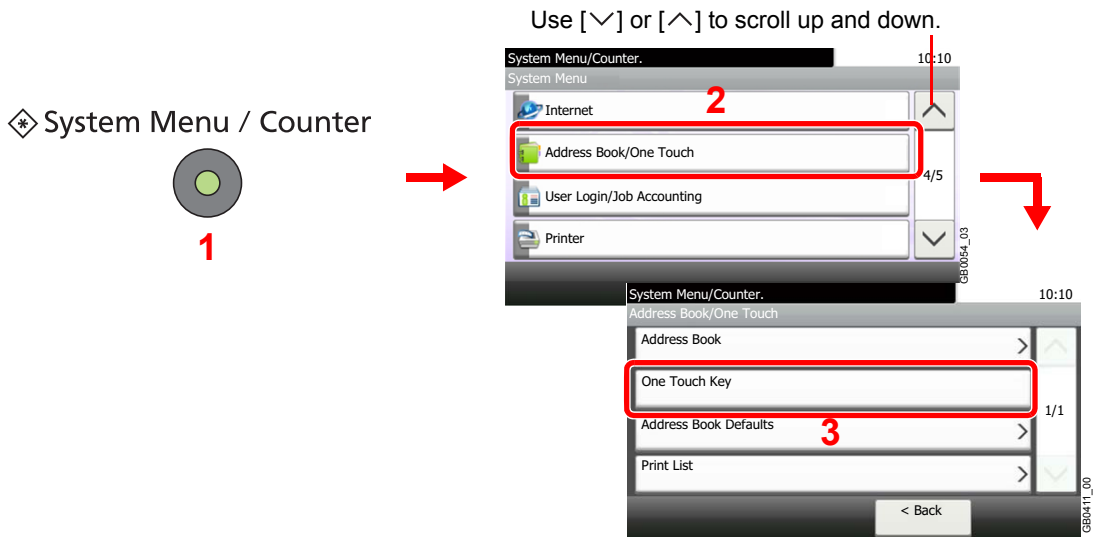 Use [∨] or [∧] to scroll up and down.
System Menu / Counter
1
System Menu/Counter.
10:10
System Menu
2
Internet
Address Book/One Touch
4/5
User Login/Job Accounting
Printer
GB0054_03
System Menu/Counter.
10:10
Address Book/One Touch
Address Book
One Touch Key
1/1
Address Book Defaults
3
Print List
< Back
GB0411_00